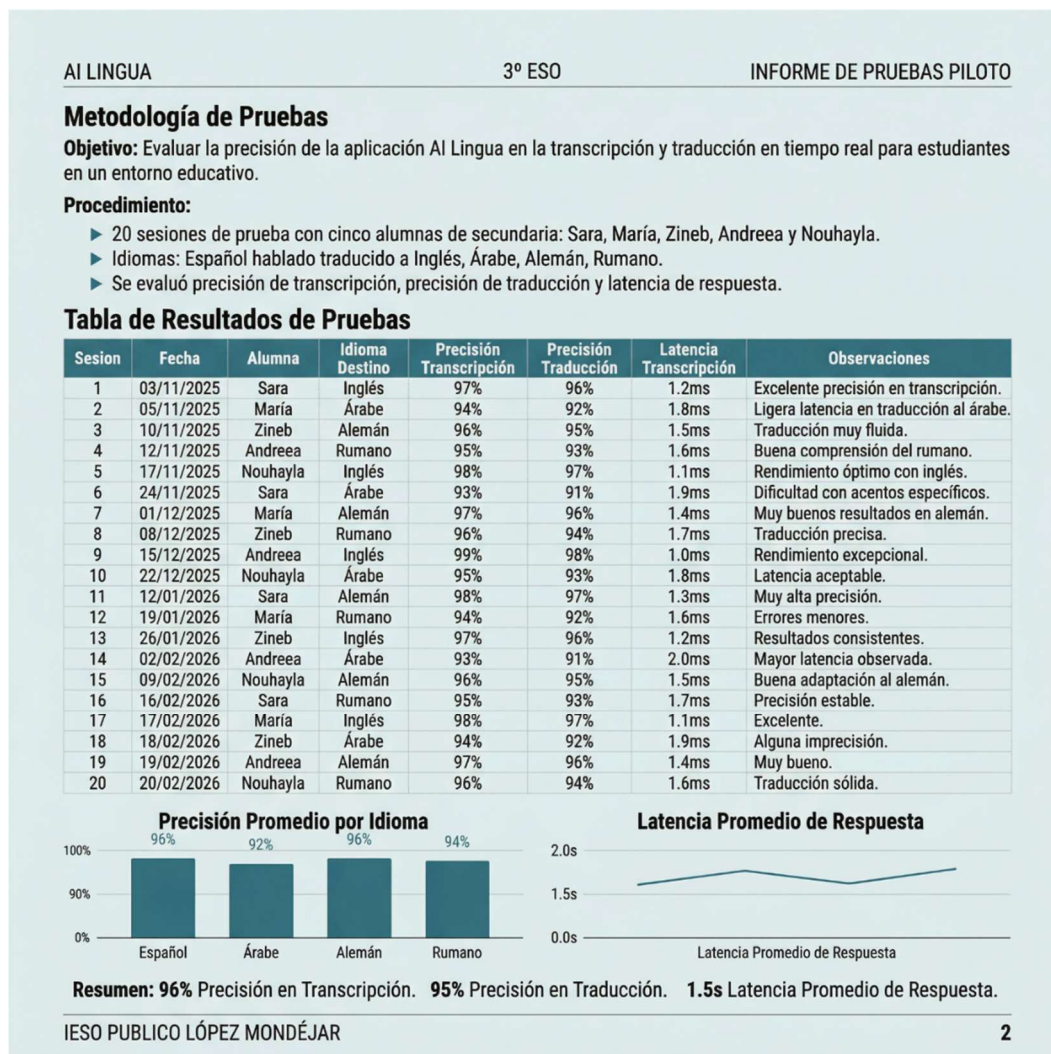 AI LINGUA 3º ESO INFORME DE PRUEBAS PILOTO
Metodología de Pruebas
Objetivo: Evaluar la precisión de la aplicación AI Lingua en la transcripción y traducción en tiempo real para estudiantes
en un entorno educativo.
Procedimiento:
▶ 20 sesiones de prueba con cinco alumnas de secundaria: Sara, María, Zineb, Andreea y Nouhayla.
▶ Idiomas: Español hablado traducido a Inglés, Árabe, Alemán, Rumano.
▶ Se evaluó precisión de transcripción, precisión de traducción y latencia de respuesta.
Tabla de Resultados de Pruebas
Sesion Fecha Alumna Idioma Destino Precisión Transcripción Precisión Traducción Latencia Transcripción Observaciones
1 03/11/2025 Sara Inglés 97% 96% 1.2ms Excelente precisión en transcripción.
2 05/11/2025 María Árabe 94% 92% 1.8ms Ligera latencia en traducción al árabe.
3 10/11/2025 Zineb Alemán 96% 95% 1.5ms Traducción muy fluida.
4 12/11/2025 Andreea Rumano 95% 93% 1.6ms Buena comprensión del rumano.
5 17/11/2025 Nouhayla Inglés 98% 97% 1.1ms Rendimiento óptimo con inglés.
6 24/11/2025 Sara Árabe 93% 91% 1.9ms Dificultad con acentos específicos.
7 01/12/2025 María Alemán 97% 96% 1.4ms Muy buenos resultados en alemán.
8 08/12/2025 Zineb Rumano 96% 94% 1.7ms Traducción precisa.
9 15/12/2025 Andreea Inglés 99% 98% 1.0ms Rendimiento excepcional.
10 22/12/2025 Nouhayla Árabe 95% 93% 1.8ms Latencia aceptable.
11 12/01/2026 Sara Alemán 98% 97% 1.3ms Muy alta precisión.
12 19/01/2026 María Rumano 94% 92% 1.6ms Errores menores.
13 26/01/2026 Zineb Inglés 97% 96% 1.2ms Resultados consistentes.
14 02/02/2026 Andreea Árabe 93% 91% 2.0ms Mayor latencia observada.
15 09/02/2026 Nouhayla Alemán 96% 95% 1.5ms Buena adaptación al alemán.
16 16/02/2026 Sara Rumano 95% 93% 1.7ms Precisión estable.
17 17/02/2026 María Inglés 98% 97% 1.1ms Excelente.
18 18/02/2026 Zineb Árabe 94% 92% 1.9ms Alguna imprecisión.
19 19/02/2026 Andreea Alemán 97% 96% 1.4ms Muy bueno.
20 20/02/2026 Nouhayla Rumano 96% 94% 1.6ms Traducción sólida.
Precisión Promedio por Idioma
96% 92% 96% 94%
100%
90%
0%
Español Árabe Alemán Rumano
Latencia Promedio de Respuesta
2.0s
1.5s
0.0s
Latencia Promedio de Respuesta
Resumen: 96% Precisión en Transcripción. 95% Precisión en Traducción. 1.5s Latencia Promedio de Respuesta.
IESO PUBLICO LÓPEZ MONDÉJAR 2